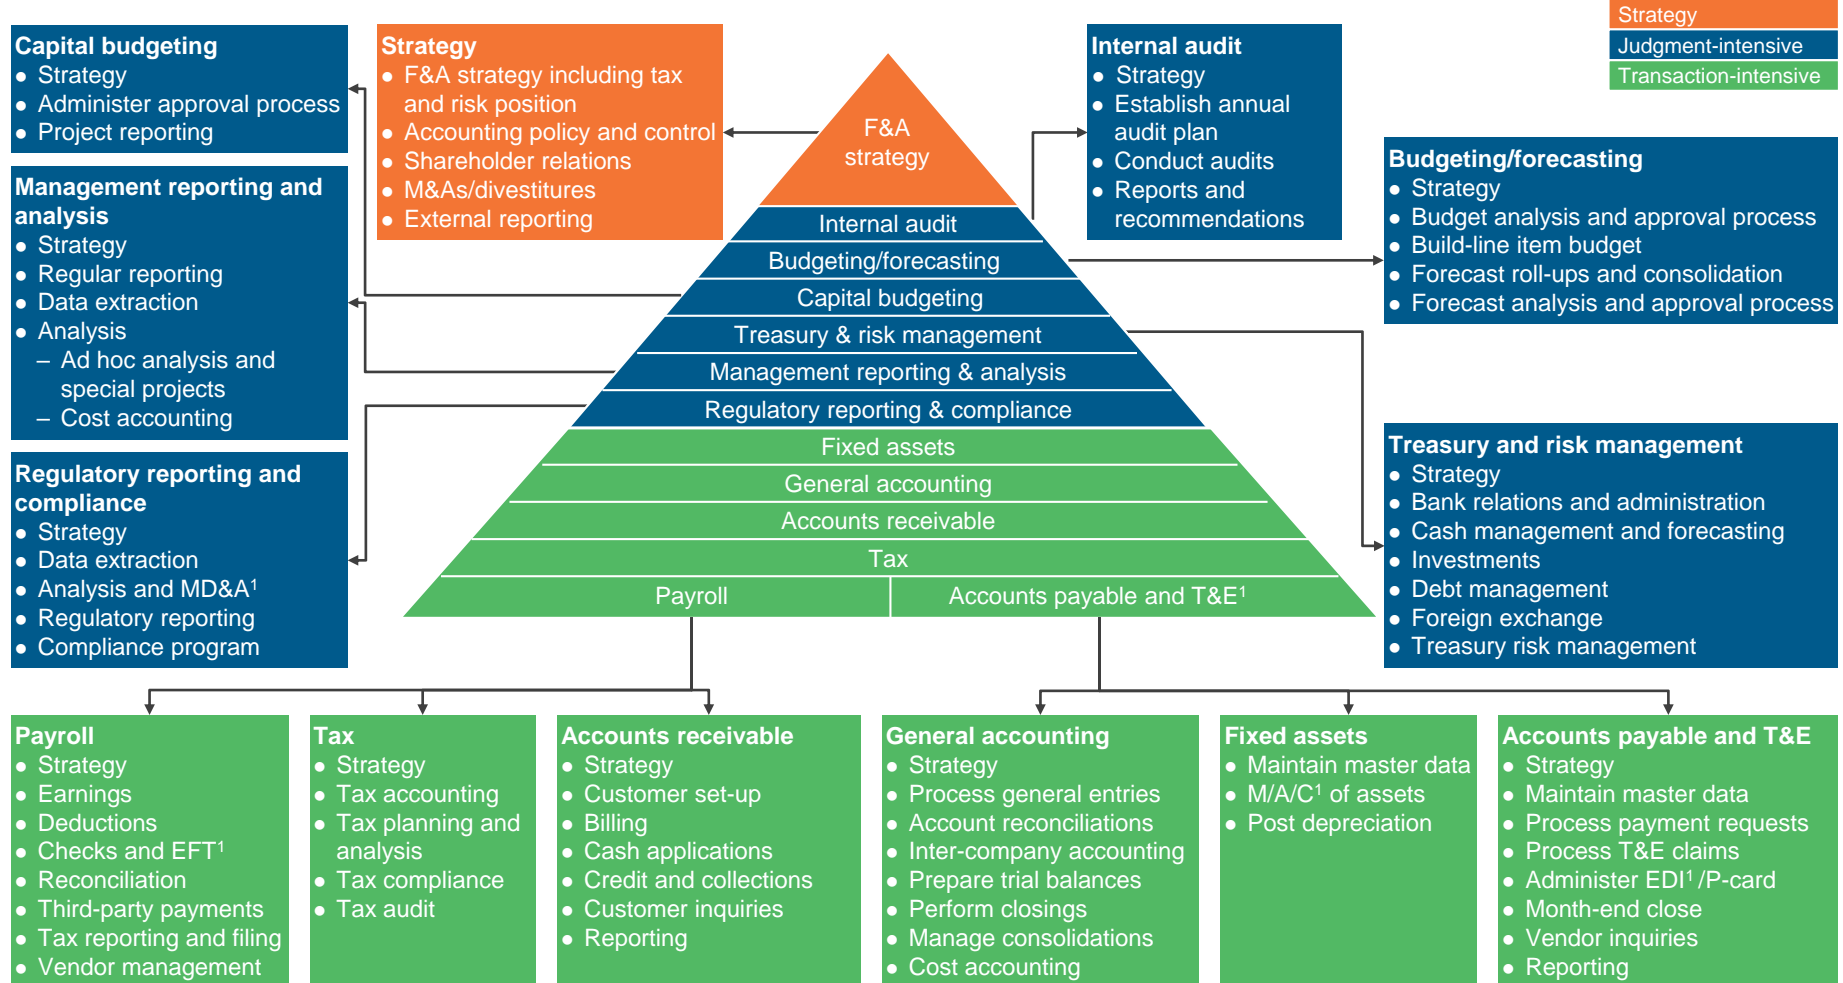 Strategy
Judgment-intensive
Transaction-intensive
Capital budgeting
● Strategy
● Administer approval process
● Project reporting
Strategy
● F&A strategy including tax
and risk position
● Accounting policy and control
● Shareholder relations
● M&As/divestitures
● External reporting
Internal audit
● Strategy
● Establish annual
audit plan
● Conduct audits
● Reports and
recommendations
Budgeting/forecasting
● Strategy
● Budget analysis and approval process
● Build-line item budget
● Forecast roll-ups and consolidation
● Forecast analysis and approval process
Management reporting and
analysis
● Strategy
● Regular reporting
● Data extraction
● Analysis
– Ad hoc analysis and
special projects
– Cost accounting
Regulatory reporting and
compliance
● Strategy
● Data extraction
● Analysis and MD&A¹
● Regulatory reporting
● Compliance program
F&A
strategy
Internal audit
Budgeting/forecasting
Capital budgeting
Treasury & risk management
Management reporting & analysis
Regulatory reporting & compliance
Fixed assets
General accounting
Accounts receivable
Tax
Payroll
Accounts payable and T&E¹
Treasury and risk management
● Strategy
● Bank relations and administration
● Cash management and forecasting
● Investments
● Debt management
● Foreign exchange
● Treasury risk management
Payroll
● Strategy
● Earnings
● Deductions
● Checks and EFT¹
● Reconciliation
● Third-party payments
● Tax reporting and filing
● Vendor management
Tax
● Strategy
● Tax accounting
● Tax planning and
analysis
● Tax compliance
● Tax audit
Accounts receivable
● Strategy
● Customer set-up
● Billing
● Cash applications
● Credit and collections
● Customer inquiries
● Reporting
General accounting
● Strategy
● Process general entries
● Account reconciliations
● Inter-company accounting
● Prepare trial balances
● Perform closings
● Manage consolidations
● Cost accounting
Fixed assets
● Maintain master data
● M/A/C¹ of assets
● Post depreciation
Accounts payable and T&E
● Strategy
● Maintain master data
● Process payment requests
● Process T&E claims
● Administer EDI¹/P-card
● Month-end close
● Vendor inquiries
● Reporting